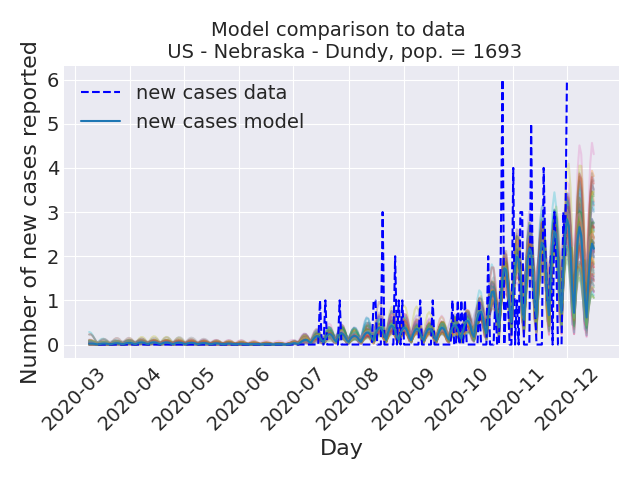 Model comparison to data
US - Nebraska - Dundy, pop. = 1693
Number of new cases reported
6
5
4
3
2
1
0
new cases data
new cases model
2020-03
2020-04
2020-05
2020-06
2020-07
2020-08
2020-09
2020-10
2020-11
2020-12
Day